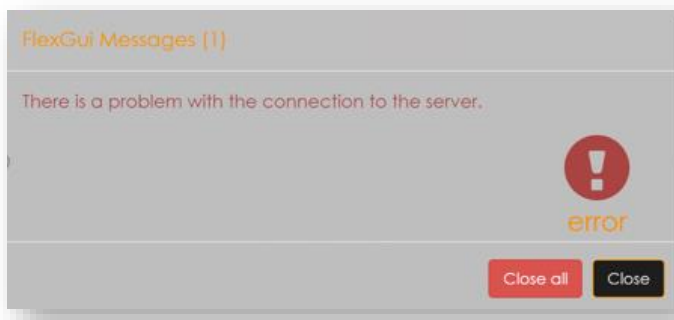 FlexGui Messages (1)
There is a problem with the connection to the server.
error
Close all
Close